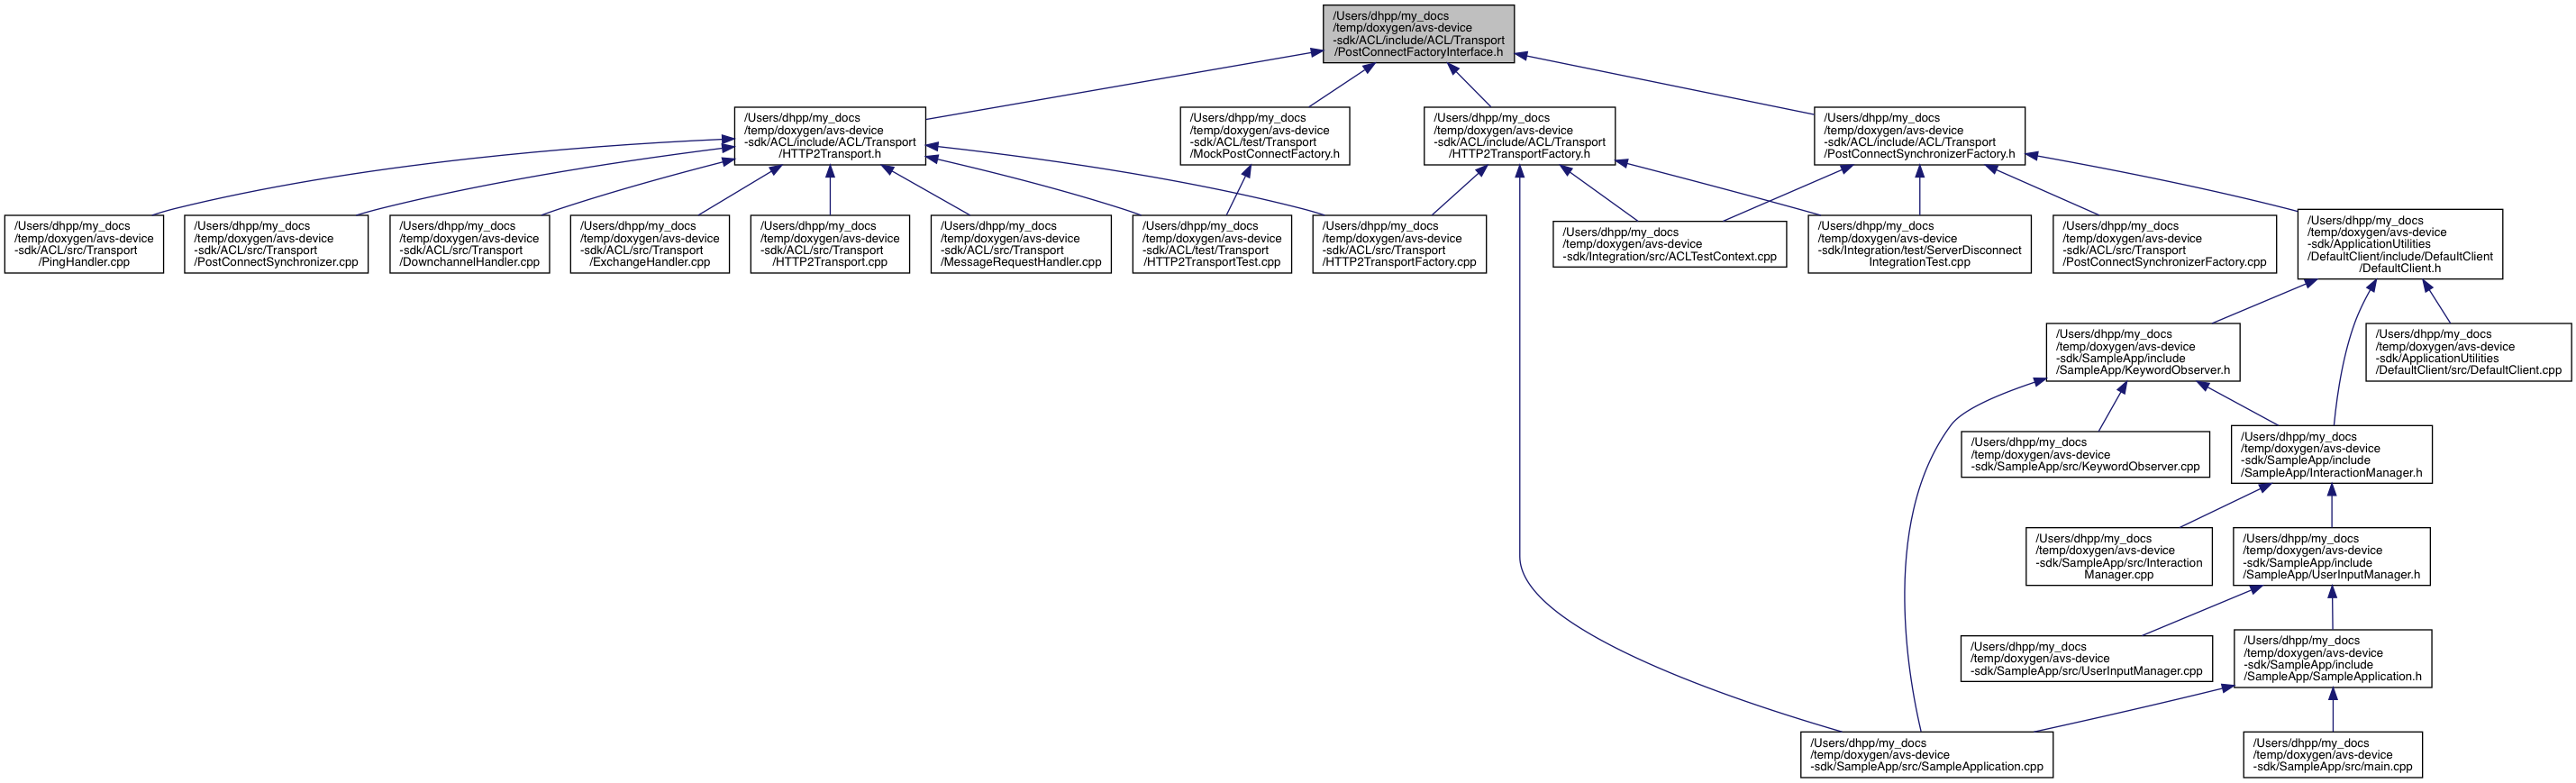 /Users/dhpp/my_docs
/temp/doxygen/avs-device
-sdk/ACL/include/ACL/Transport
/PostConnectFactoryInterface.h
/Users/dhpp/my_docs
/temp/doxygen/avs-device
-sdk/ACL/include/ACL/Transport
/HTTP2Transport.h
/Users/dhpp/my_docs
/temp/doxygen/avs-device
-sdk/ACL/test/Transport
/MockPostConnectFactory.h
/Users/dhpp/my_docs
/temp/doxygen/avs-device
-sdk/ACL/include/ACL/Transport
/HTTP2TransportFactory.h
/Users/dhpp/my_docs
/temp/doxygen/avs-device
-sdk/ACL/include/ACL/Transport
/PostConnectSynchronizerFactory.h
/Users/dhpp/my_docs
/temp/doxygen/avs-device
-sdk/ACL/src/Transport
/PingHandler.cpp
/Users/dhpp/my_docs
/temp/doxygen/avs-device
-sdk/ACL/src/Transport
/PostConnectSynchronizer.cpp
/Users/dhpp/my_docs
/temp/doxygen/avs-device
-sdk/ACL/src/Transport
/DownchannelHandler.cpp
/Users/dhpp/my_docs
/temp/doxygen/avs-device
-sdk/ACL/src/Transport
/ExchangeHandler.cpp
/Users/dhpp/my_docs
/temp/doxygen/avs-device
-sdk/ACL/src/Transport
/HTTP2Transport.cpp
/Users/dhpp/my_docs
/temp/doxygen/avs-device
-sdk/ACL/src/Transport
/MessageRequestHandler.cpp
/Users/dhpp/my_docs
/temp/doxygen/avs-device
-sdk/ACL/test/Transport
/HTTP2TransportTest.cpp
/Users/dhpp/my_docs
/temp/doxygen/avs-device
-sdk/ACL/src/Transport
/HTTP2TransportFactory.cpp
/Users/dhpp/my_docs
/temp/doxygen/avs-device
-sdk/Integration/src/ACLTestContext.cpp
/Users/dhpp/my_docs
/temp/doxygen/avs-device
-sdk/Integration/test/ServerDisconnect
IntegrationTest.cpp
/Users/dhpp/my_docs
/temp/doxygen/avs-device
-sdk/ACL/src/Transport
/PostConnectSynchronizerFactory.cpp
/Users/dhpp/my_docs
/temp/doxygen/avs-device
-sdk/ApplicationUtilities
/DefaultClient/include/DefaultClient
/DefaultClient.h
/Users/dhpp/my_docs
/temp/doxygen/avs-device
-sdk/SampleApp/include
/SampleApp/KeywordObserver.h
/Users/dhpp/my_docs
/temp/doxygen/avs-device
-sdk/ApplicationUtilities
/DefaultClient/src/DefaultClient.cpp
/Users/dhpp/my_docs
/temp/doxygen/avs-device
-sdk/SampleApp/src/KeywordObserver.cpp
/Users/dhpp/my_docs
/temp/doxygen/avs-device
-sdk/SampleApp/include
/SampleApp/InteractionManager.h
/Users/dhpp/my_docs
/temp/doxygen/avs-device
-sdk/SampleApp/src/Interaction
Manager.cpp
/Users/dhpp/my_docs
/temp/doxygen/avs-device
-sdk/SampleApp/include
/SampleApp/UserInputManager.h
/Users/dhpp/my_docs
/temp/doxygen/avs-device
-sdk/SampleApp/src/UserInputManager.cpp
/Users/dhpp/my_docs
/temp/doxygen/avs-device
-sdk/SampleApp/include
/SampleApp/SampleApplication.h
/Users/dhpp/my_docs
/temp/doxygen/avs-device
-sdk/SampleApp/src/SampleApplication.cpp
/Users/dhpp/my_docs
/temp/doxygen/avs-device
-sdk/SampleApp/src/main.cpp